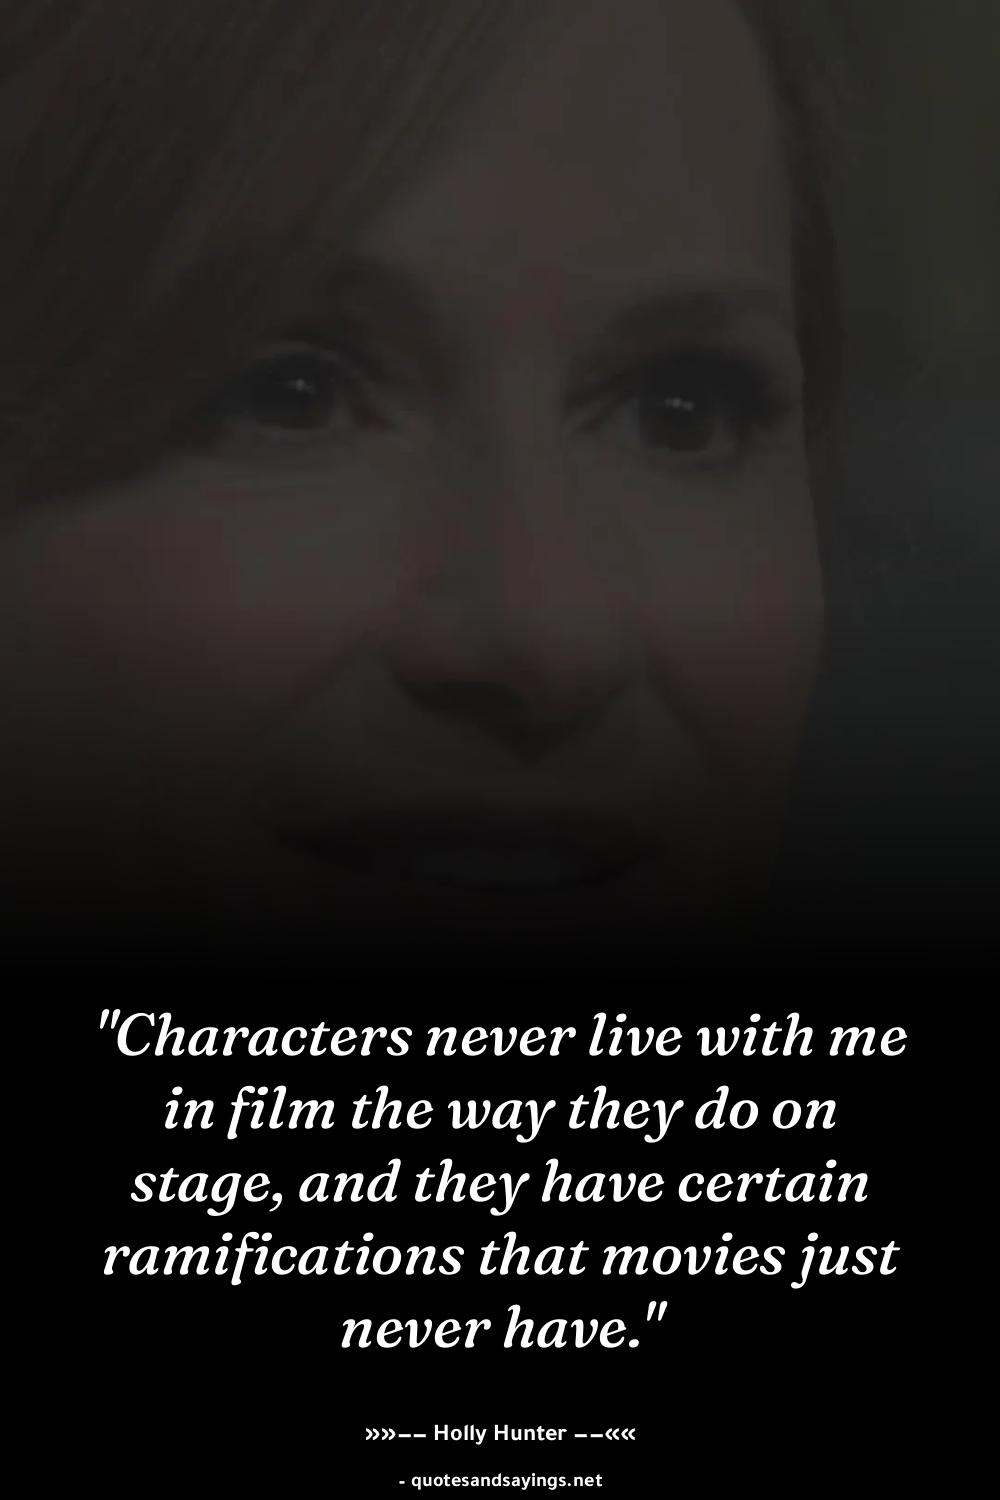 "Characters never live with me
in film the way they do on
stage, and they have certain
ramifications that movies just
never have."
»»–– Holly Hunter ––««
- quotesandsayings.net